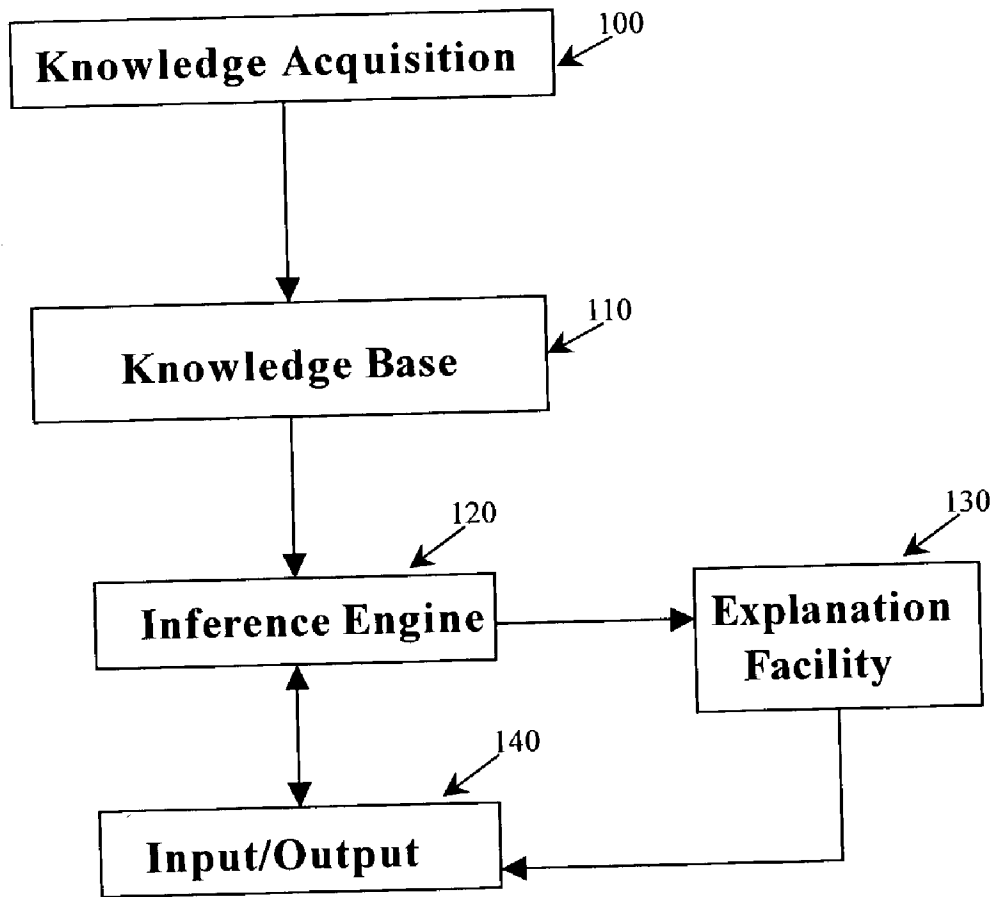 100
Knowledge Acquisition
110
Knowledge Base
120
130
Inference Engine
Explanation
Facility
140
Input/Output